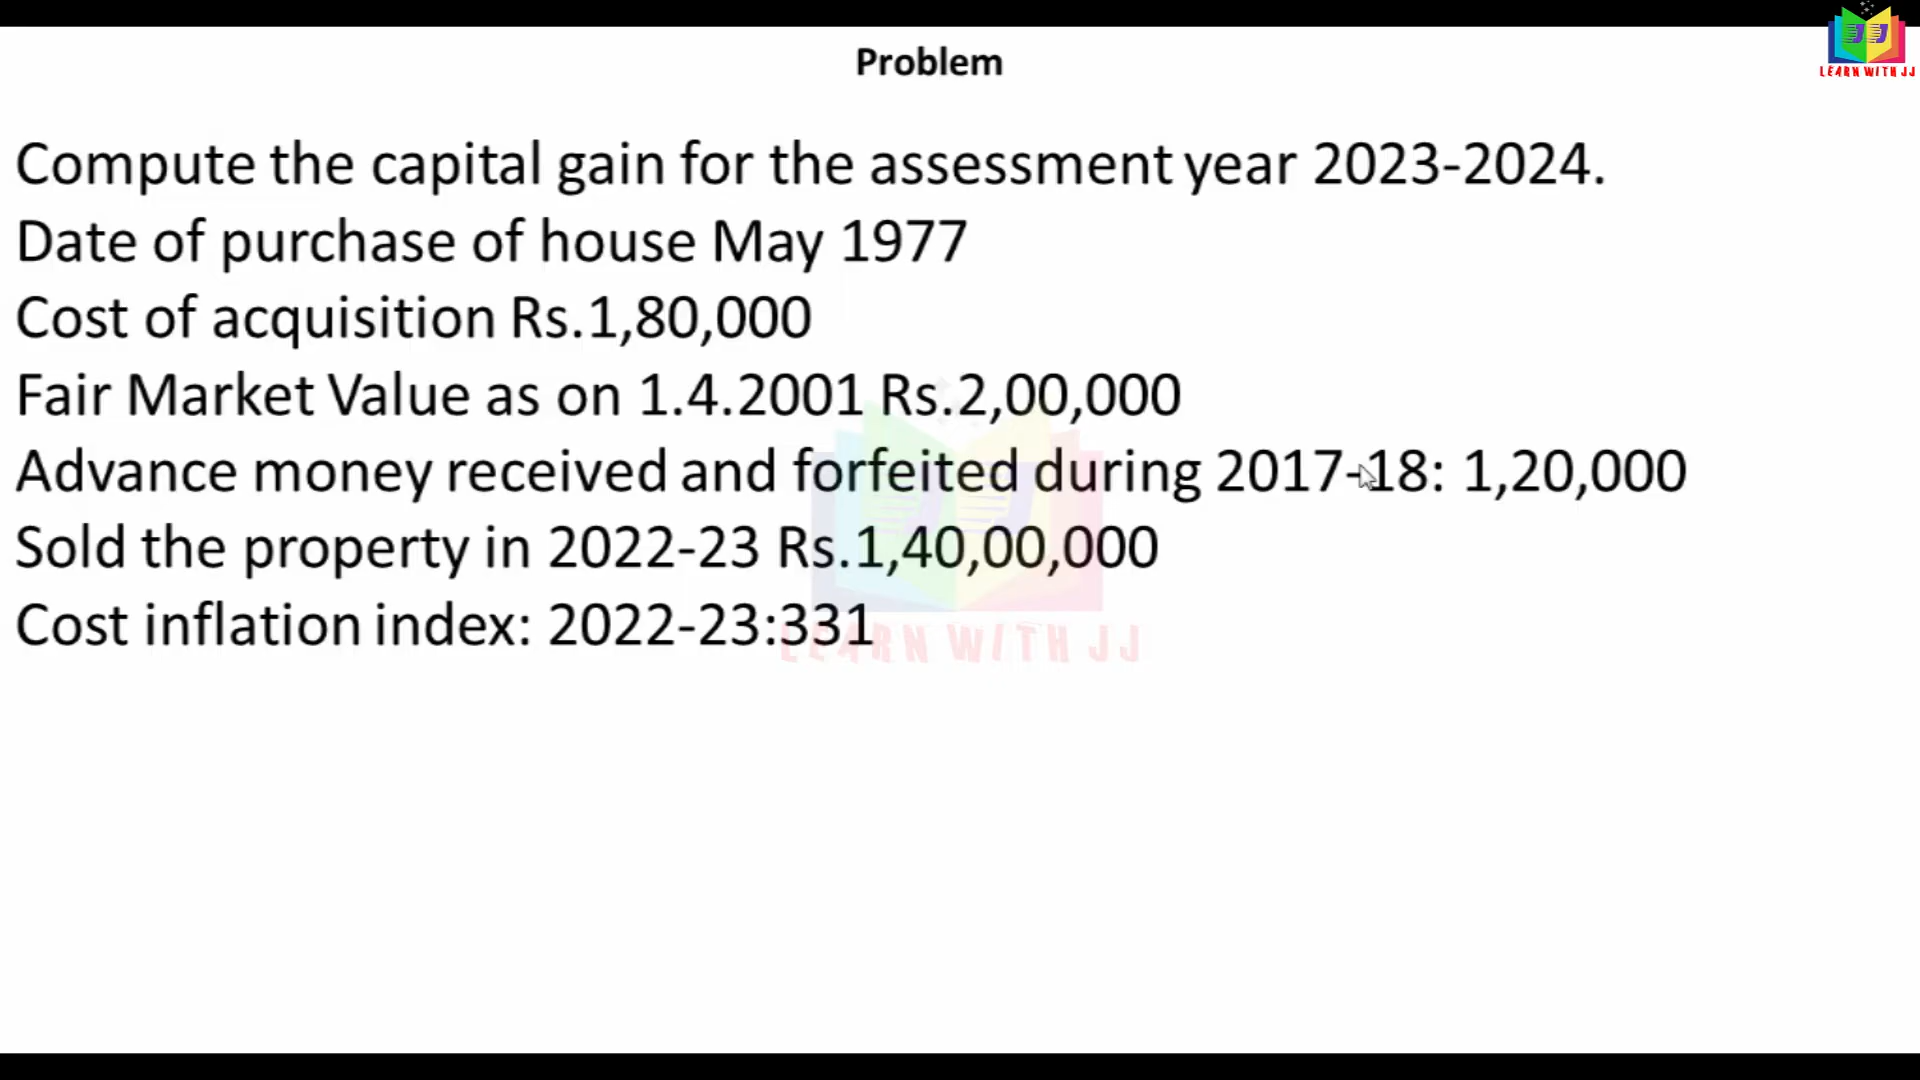 Problem
LEARN WITH JJ
Compute the capital gain for the assessment year 2023-2024.
Date of purchase of house May 1977
Cost of acquisition Rs.1,80,000
Fair Market Value as on 1.4.2001 Rs.2,00,000
Advance money received and forfeited during 2017-18: 1,20,000
Sold the property in 2022-23 Rs.1,40,00,000
Cost inflation index: 2022-23:331
LEARN WITH JJ